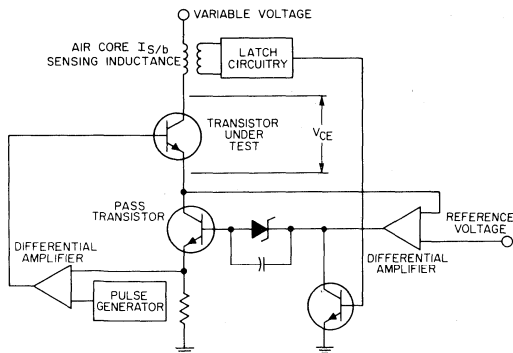 VARIABLE VOLTAGE
AIR CORE IS/b
SENSING INDUCTANCE
LATCH
CIRCUITRY
TRANSISTOR
UNDER
TEST
VCE
PASS
TRANSISTOR
REFERENCE
VOLTAGE
DIFFERENTIAL
AMPLIFIER
DIFFERENTIAL
AMPLIFIER
PULSE
GENERATOR